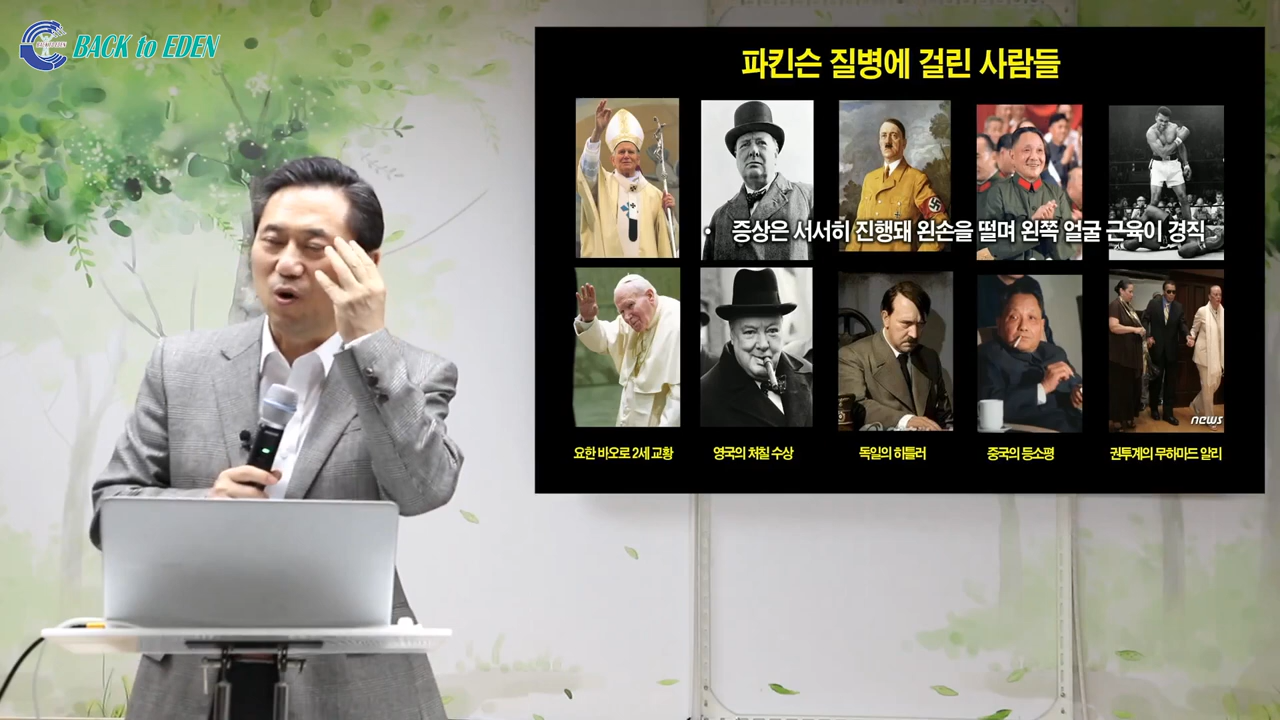 BACK to EDEN
파킨슨 질병에 걸린 사람들
• 증상은 서서히 진행돼 왼손을 떨며 왼쪽 얼굴 근육이 경직
요한 바오로 2세 교황
영국의 처칠 수상
독일의 히틀러
중국의 등소평
권투계의 무하마드 알리
news